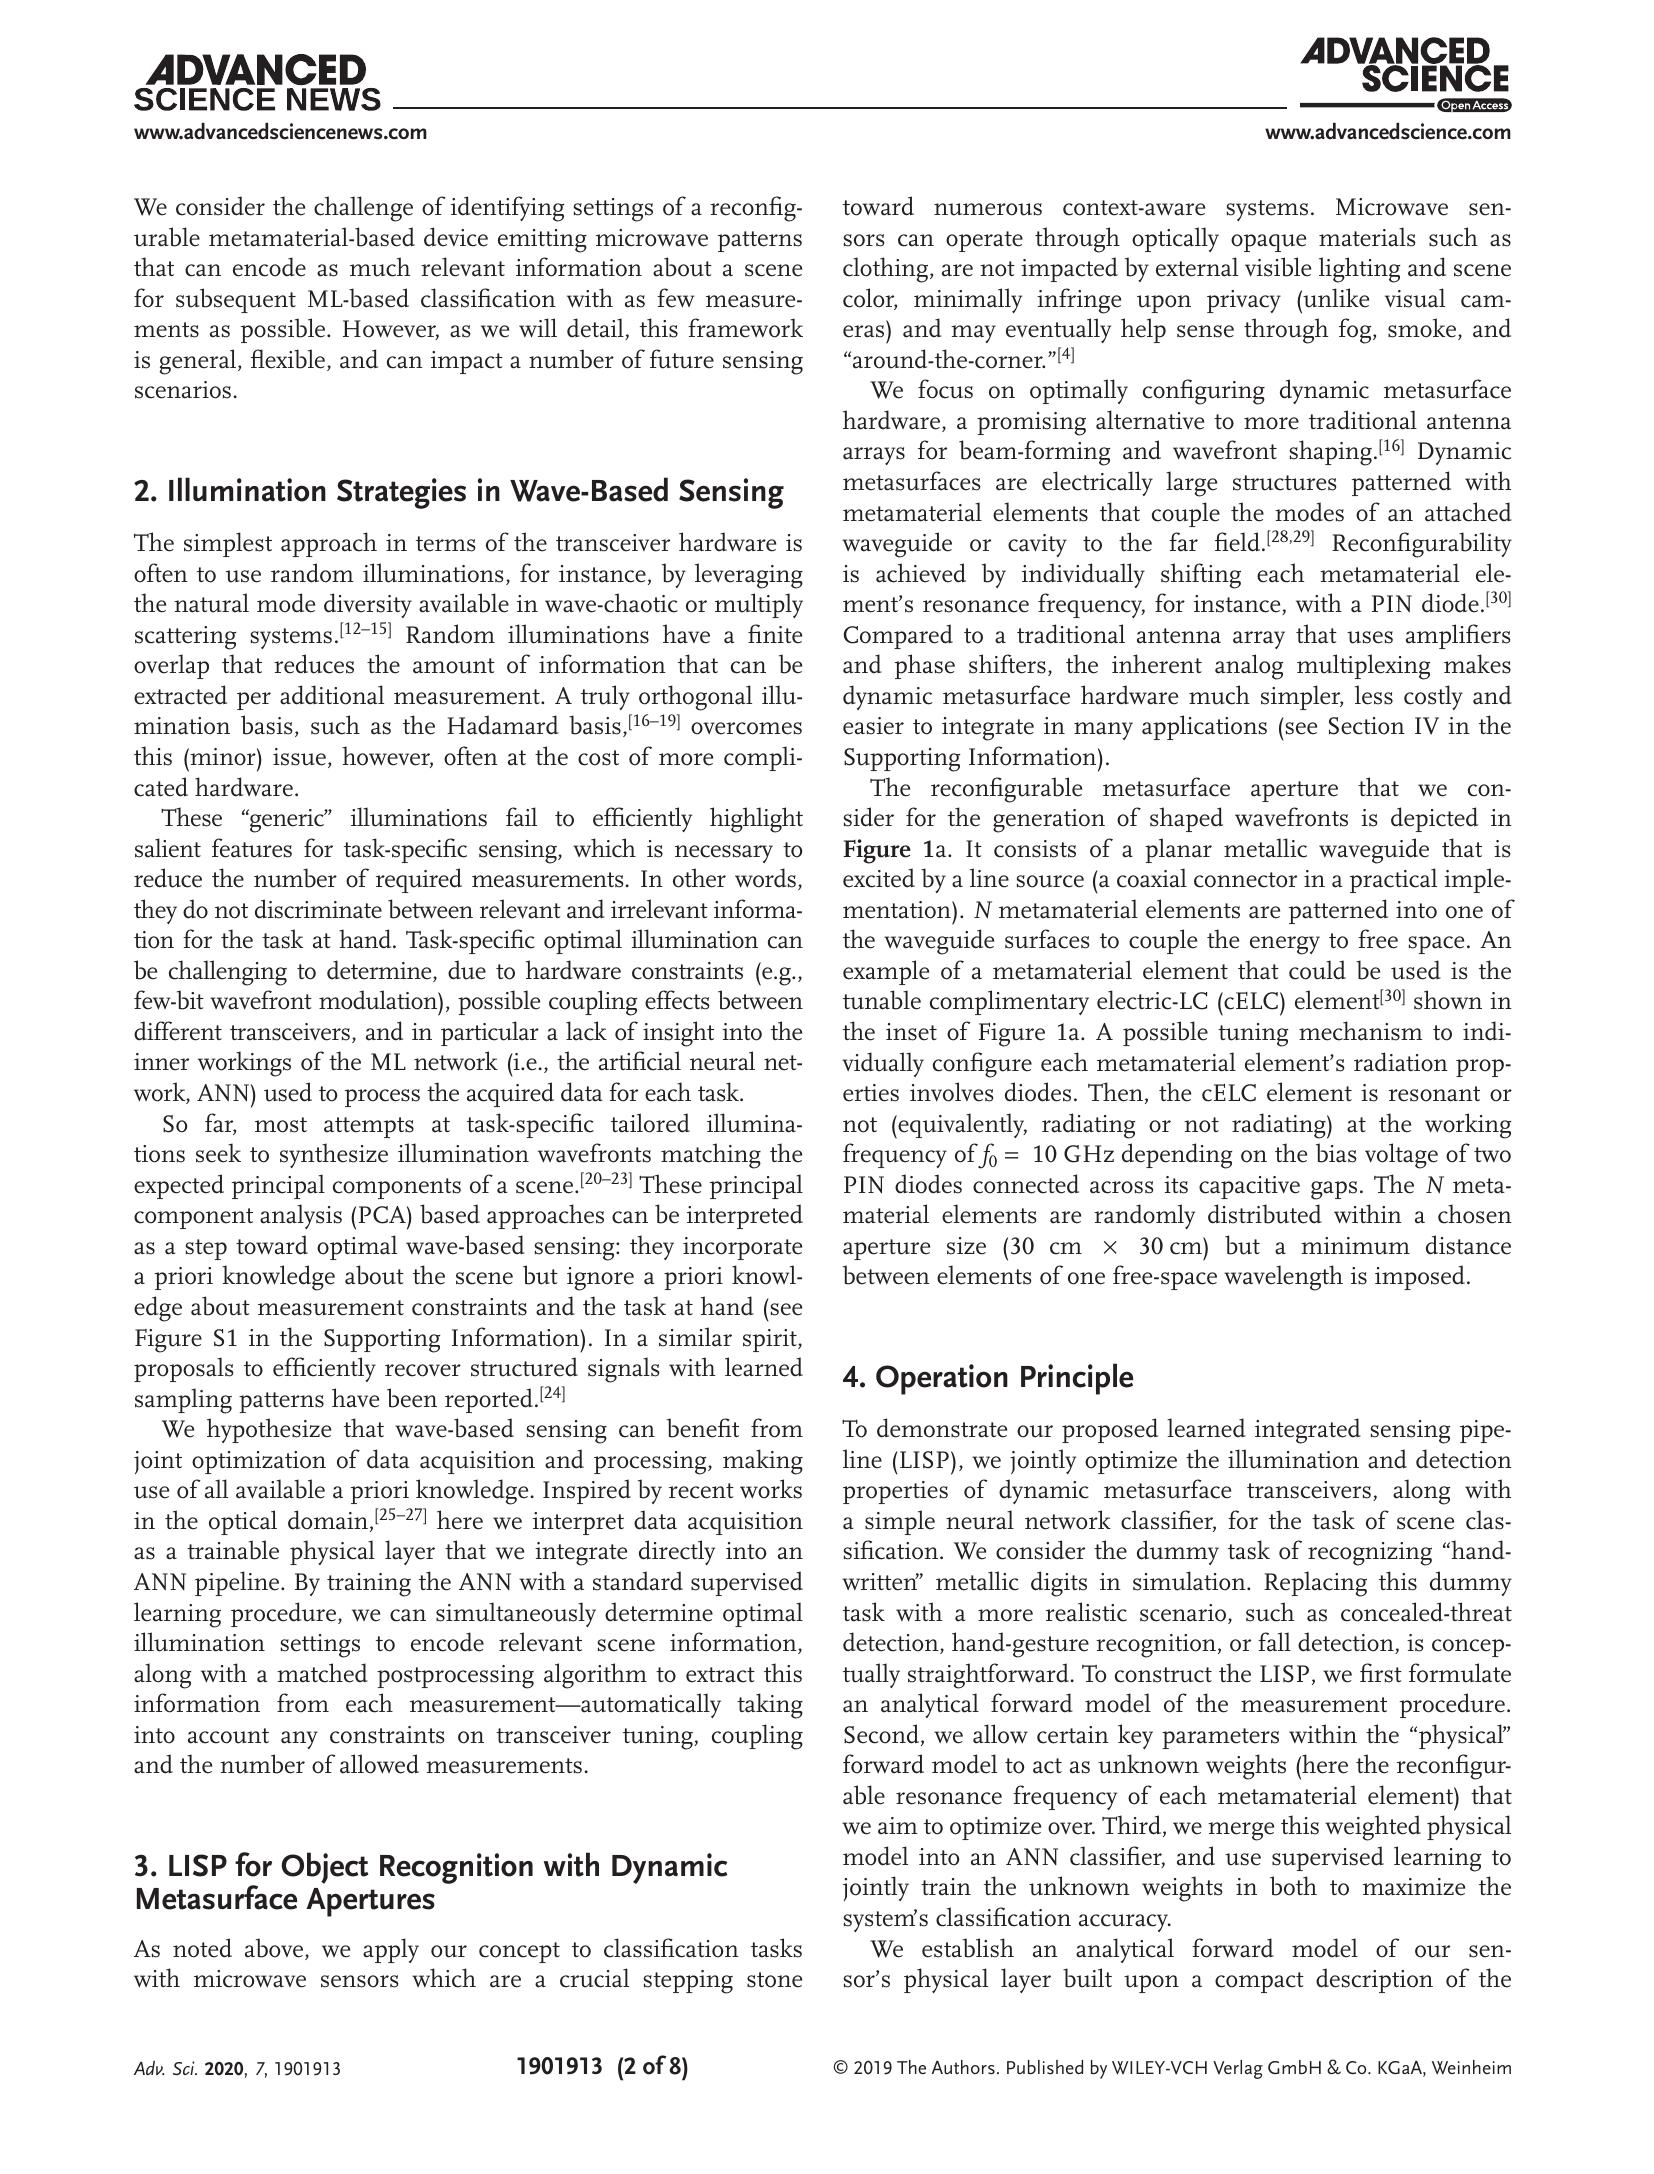 ADVANCED
SCIENCE NEWS
www.advancedsciencenews.com
ADVANCED
SCIENCE
Open Access
www.advancedscience.com
We consider the challenge of identifying settings of a reconfig-
urable metamaterial-based device emitting microwave patterns
that can encode as much relevant information about a scene
for subsequent ML-based classification with as few measure-
ments as possible. However, as we will detail, this framework
is general, flexible, and can impact a number of future sensing
scenarios.
2. Illumination Strategies in Wave-Based Sensing
The simplest approach in terms of the transceiver hardware is
often to use random illuminations, for instance, by leveraging
the natural mode diversity available in wave-chaotic or multiply
scattering systems.[12–15] Random illuminations have a finite
overlap that reduces the amount of information that can be
extracted per additional measurement. A truly orthogonal illu-
mination basis, such as the Hadamard basis,[16–19] overcomes
this (minor) issue, however, often at the cost of more compli-
cated hardware.
These “generic” illuminations fail to efficiently highlight
salient features for task-specific sensing, which is necessary to
reduce the number of required measurements. In other words,
they do not discriminate between relevant and irrelevant informa-
tion for the task at hand. Task-specific optimal illumination can
be challenging to determine, due to hardware constraints (e.g.,
few-bit wavefront modulation), possible coupling effects between
different transceivers, and in particular a lack of insight into the
inner workings of the ML network (i.e., the artificial neural net-
work, ANN) used to process the acquired data for each task.
So far, most attempts at task-specific tailored illumina-
tions seek to synthesize illumination wavefronts matching the
expected principal components of a scene.[20–23] These principal
component analysis (PCA) based approaches can be interpreted
as a step toward optimal wave-based sensing: they incorporate
a priori knowledge about the scene but ignore a priori knowl-
edge about measurement constraints and the task at hand (see
Figure S1 in the Supporting Information). In a similar spirit,
proposals to efficiently recover structured signals with learned
sampling patterns have been reported.[24]
We hypothesize that wave-based sensing can benefit from
joint optimization of data acquisition and processing, making
use of all available a priori knowledge. Inspired by recent works
in the optical domain,[25–27] here we interpret data acquisition
as a trainable physical layer that we integrate directly into an
ANN pipeline. By training the ANN with a standard supervised
learning procedure, we can simultaneously determine optimal
illumination settings to encode relevant scene information,
along with a matched postprocessing algorithm to extract this
information from each measurement—automatically taking
into account any constraints on transceiver tuning, coupling
and the number of allowed measurements.
3. LISP for Object Recognition with Dynamic
Metasurface Apertures
As noted above, we apply our concept to classification tasks
with microwave sensors which are a crucial stepping stone
toward numerous context-aware systems. Microwave sen-
sors can operate through optically opaque materials such as
clothing, are not impacted by external visible lighting and scene
color, minimally infringe upon privacy (unlike visual cam-
eras) and may eventually help sense through fog, smoke, and
“around-the-corner.”[4]
We focus on optimally configuring dynamic metasurface
hardware, a promising alternative to more traditional antenna
arrays for beam-forming and wavefront shaping.[16] Dynamic
metasurfaces are electrically large structures patterned with
metamaterial elements that couple the modes of an attached
waveguide or cavity to the far field.[28,29] Reconfigurability
is achieved by individually shifting each metamaterial ele-
ment’s resonance frequency, for instance, with a PIN diode.[30]
Compared to a traditional antenna array that uses amplifiers
and phase shifters, the inherent analog multiplexing makes
dynamic metasurface hardware much simpler, less costly and
easier to integrate in many applications (see Section IV in the
Supporting Information).
The reconfigurable metasurface aperture that we con-
sider for the generation of shaped wavefronts is depicted in
Figure 1a. It consists of a planar metallic waveguide that is
excited by a line source (a coaxial connector in a practical imple-
mentation). N metamaterial elements are patterned into one of
the waveguide surfaces to couple the energy to free space. An
example of a metamaterial element that could be used is the
tunable complimentary electric-LC (cELC) element[30] shown in
the inset of Figure 1a. A possible tuning mechanism to indi-
vidually configure each metamaterial element’s radiation prop-
erties involves diodes. Then, the cELC element is resonant or
not (equivalently, radiating or not radiating) at the working
frequency of f0 = 10 GHz depending on the bias voltage of two
PIN diodes connected across its capacitive gaps. The N meta-
material elements are randomly distributed within a chosen
aperture size (30 cm × 30 cm) but a minimum distance
between elements of one free-space wavelength is imposed.
4. Operation Principle
To demonstrate our proposed learned integrated sensing pipe-
line (LISP), we jointly optimize the illumination and detection
properties of dynamic metasurface transceivers, along with
a simple neural network classifier, for the task of scene clas-
sification. We consider the dummy task of recognizing “hand-
written” metallic digits in simulation. Replacing this dummy
task with a more realistic scenario, such as concealed-threat
detection, hand-gesture recognition, or fall detection, is concep-
tually straightforward. To construct the LISP, we first formulate
an analytical forward model of the measurement procedure.
Second, we allow certain key parameters within the “physical”
forward model to act as unknown weights (here the reconfigur-
able resonance frequency of each metamaterial element) that
we aim to optimize over. Third, we merge this weighted physical
model into an ANN classifier, and use supervised learning to
jointly train the unknown weights in both to maximize the
system’s classification accuracy.
We establish an analytical forward model of our sen-
sor’s physical layer built upon a compact description of the
Adv. Sci. 2020, 7, 1901913
1901913 (2 of 8)
© 2019 The Authors. Published by WILEY-VCH Verlag GmbH & Co. KGaA, Weinheim